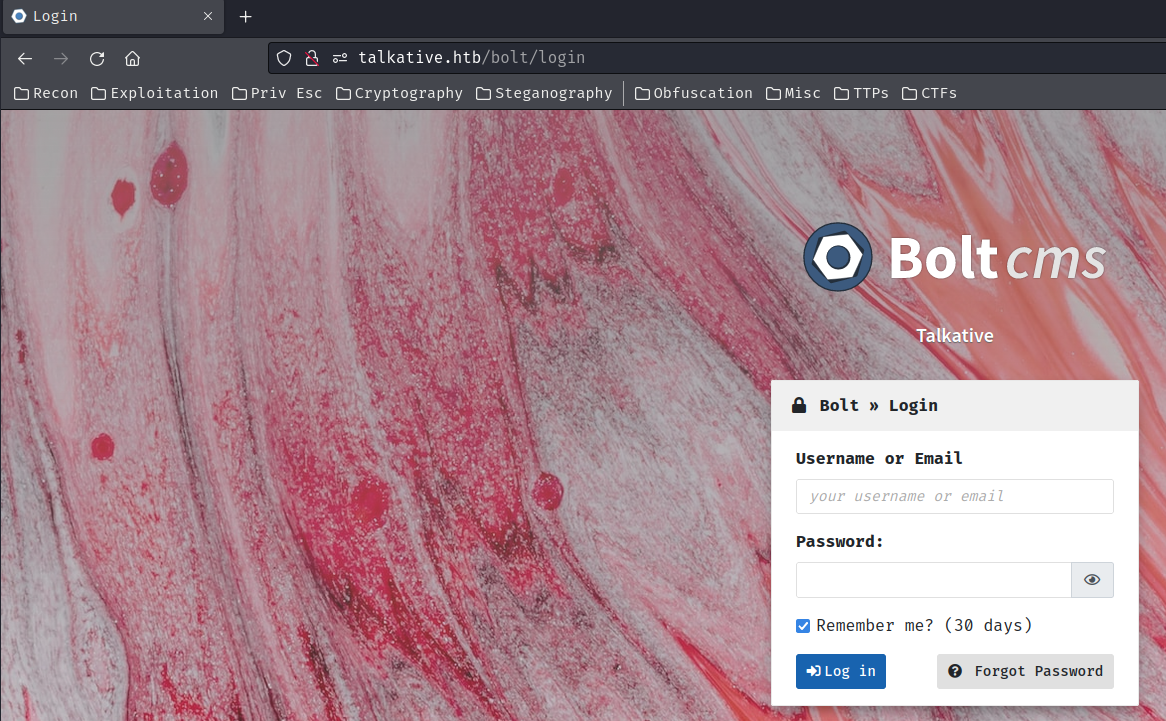 Login
talkative.htb/bolt/login
Recon Exploitation Priv Esc Cryptography Steganography Obfuscation Misc TTPs CTFs
Bolt cms
Talkative
Bolt » Login
Username or Email
your username or email
Password:
Remember me? (30 days)
Log in Forgot Password